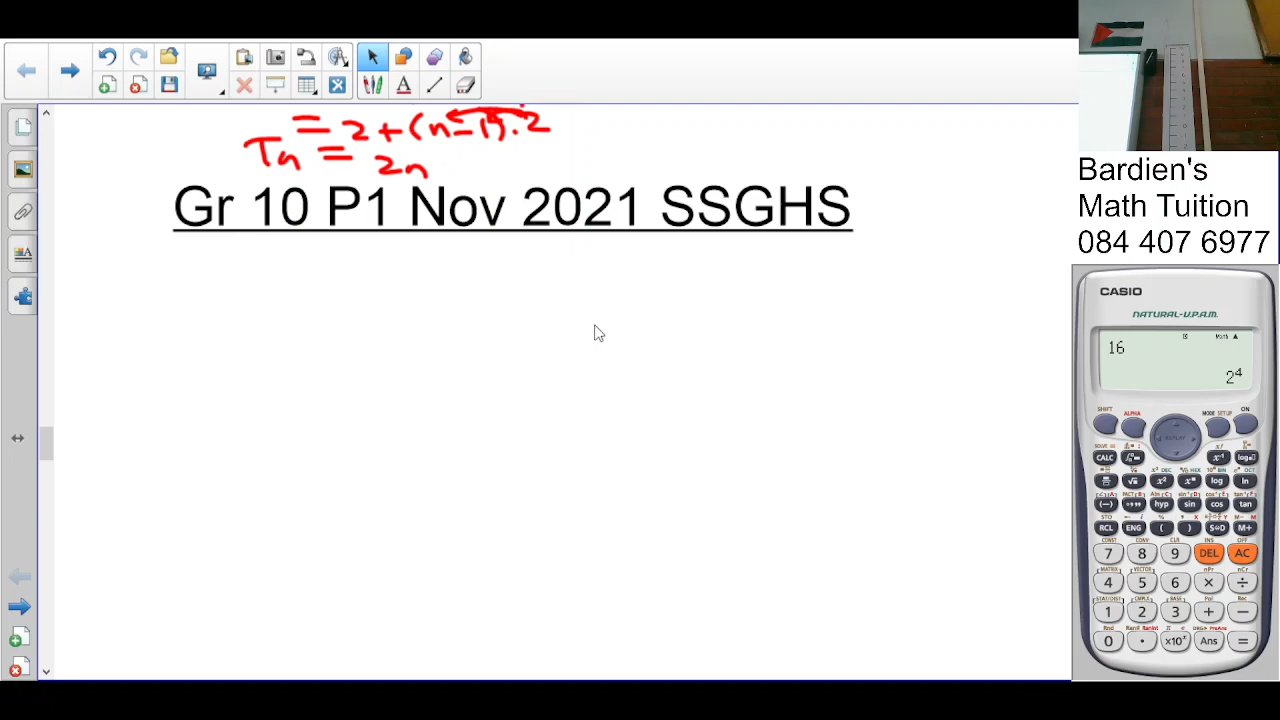 = 2 + (n - 1).2
Tn = 2n
Gr 10 P1 Nov 2021 SSGHS
Bardien's
Math Tuition
084 407 6977
CASIO
NATURAL-V.P.A.M.
Math
16
2⁴
SHIFT ALPHA MODE SETUP ON
REPLAY
CALC log
log ln
(-) hyp sin cos tan
RCL ENG ( ) S⇔D M+
7 8 9 DEL AC
4 5 6 × ÷
1 2 3 + −
0 . ×10ˣ Ans =